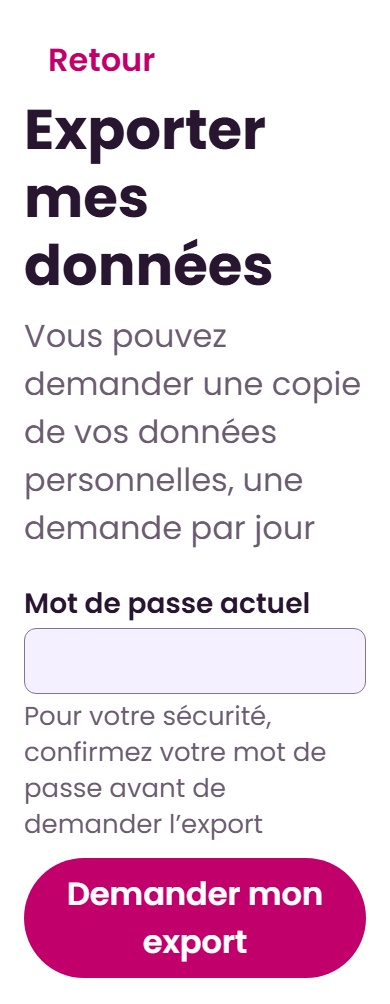 Retour
Exporter
mes
données
Vous pouvez
demander une copie
de vos données
personnelles, une
demande par jour
Mot de passe actuel
Pour votre sécurité,
confirmez votre mot de
passe avant de
demander l’export
Demander mon
export